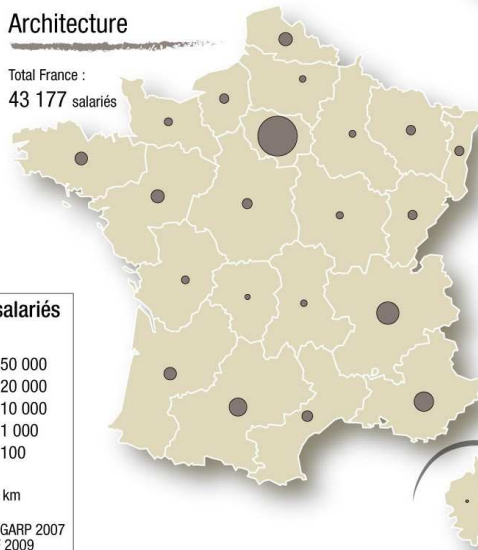 Architecture
Total France :
43 177 salariés
salariés
50 000
20 000
10 000
1 000
100
km
GARP 2007
2009